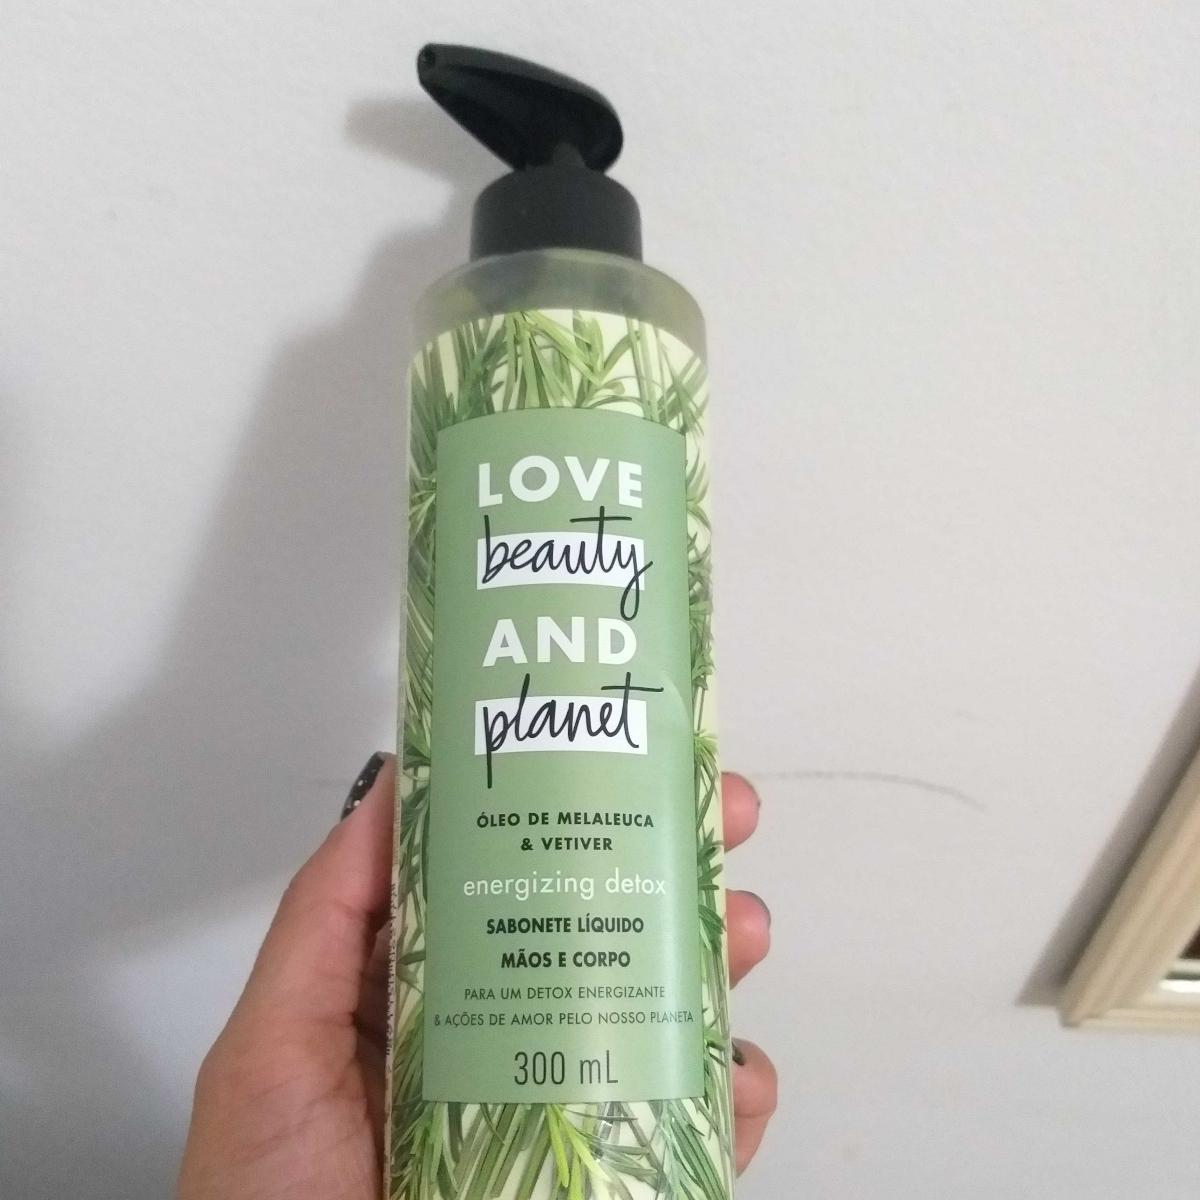 LOVE
beauty
AND
planet
ÓLEO DE MELALEUCA
& VETIVER
energizing detox
SABONETE LÍQUIDO
MÃOS E CORPO
PARA UM DETOX ENERGIZANTE
& AÇÕES DE AMOR PELO NOSSO PLANETA
300 mL